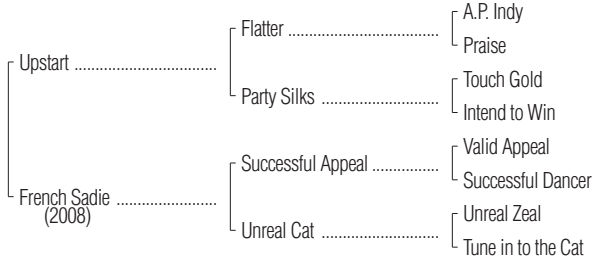 A.P. Indy
Flatter ..................................
Praise
Upstart ................................
Party Silks ..........................
Touch Gold
Intend to Win
French Sadie ......................
(2008)
Successful Appeal ...............
Valid Appeal
Successful Dancer
Unreal Cat ..........................
Unreal Zeal
Tune in to the Cat